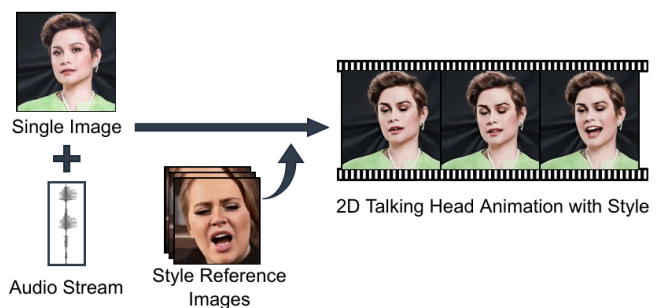 Single Image
Audio Stream
Style Reference
Images
2D Talking Head Animation with Style